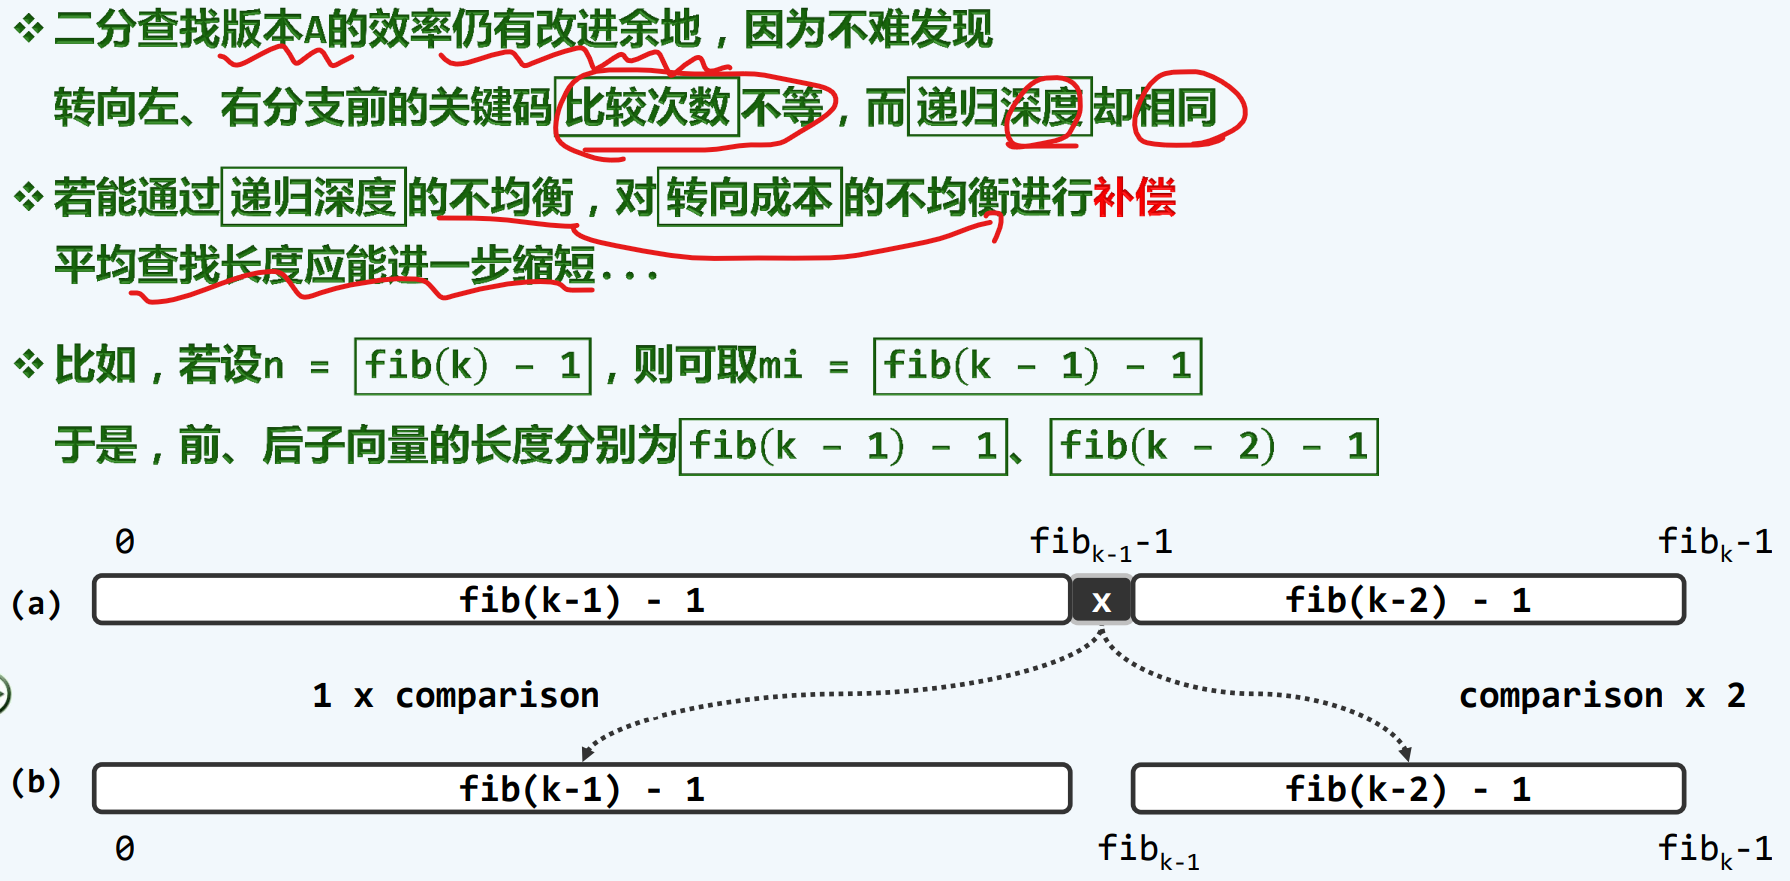 ❖ 二分查找版本A的效率仍有改进余地，因为不难发现
转向左、右分支前的关键码 比较次数 不等，而 递归深度 却相同
❖ 若能通过 递归深度 的不均衡，对 转向成本 的不均衡进行补偿
平均查找长度应能进一步缩短...
❖ 比如，若设n = fib(k) - 1，则可取mi = fib(k - 1) - 1
于是，前、后子向量的长度分别为 fib(k - 1) - 1、fib(k - 2) - 1
0 fibₖ₋₁-1 fibₖ-1
(a) fib(k-1) - 1 x fib(k-2) - 1
1 x comparison comparison x 2
(b) fib(k-1) - 1 fib(k-2) - 1
0 fibₖ₋₁ fibₖ-1